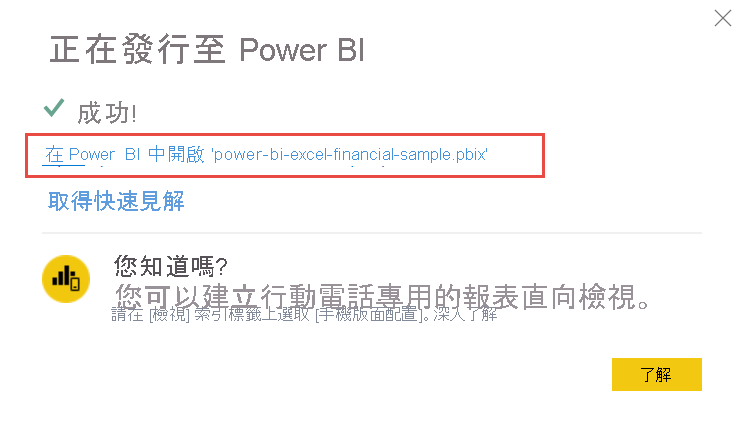 正在發行至 Power BI
成功!
在 Power BI 中開啟 'power-bi-excel-financial-sample.pbix'
取得快速見解
您知道嗎?
您可以建立行動電話專用的報表直向檢視。
請在 [檢視] 索引標籤上選取 [手機版面配置]。深入了解
了解